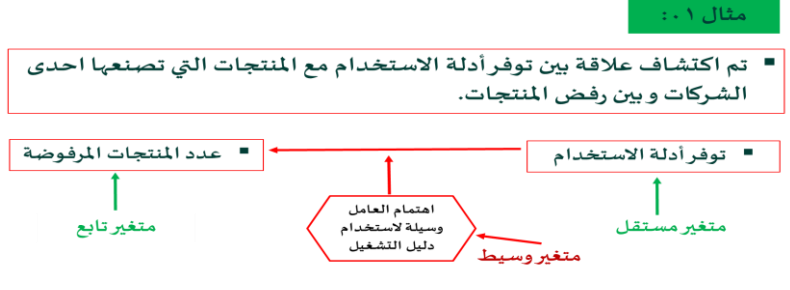 مثال ٠١:
▪ تم اكتشاف علاقة بين توفر أدلة الاستخدام مع المنتجات التي تصنعها احدى
الشركات وبين رفض المنتجات.
▪ توفر أدلة الاستخدام
▪ عدد المنتجات المرفوضة
اهتمام العامل
وسيلة لاستخدام
دليل التشغيل
متغير مستقل
متغير تابع
متغير وسيط